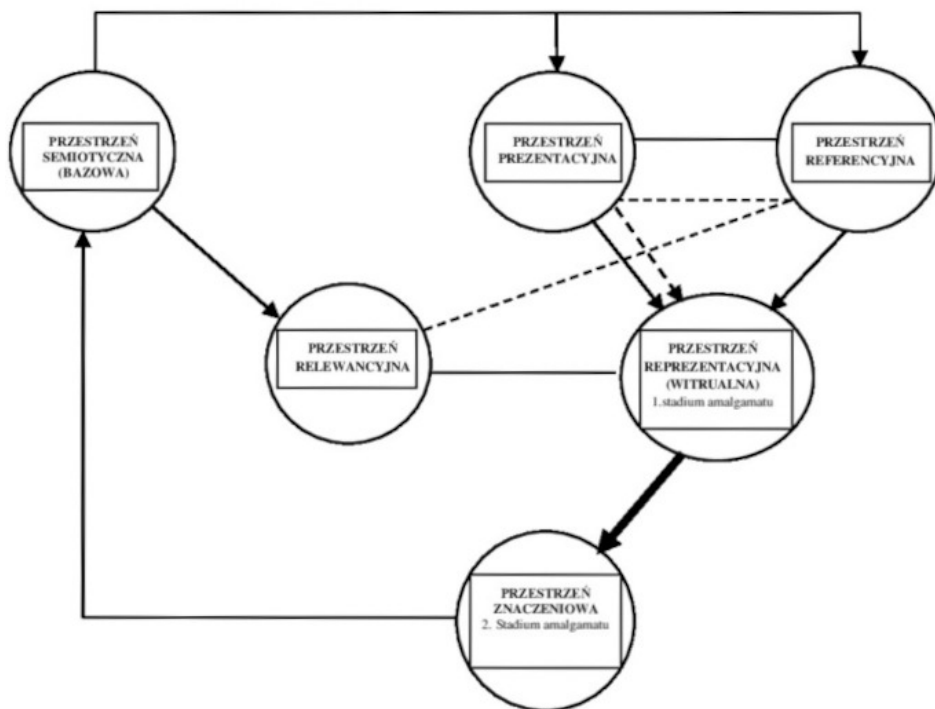 PRZESTRZEŃ
SEMIOTYCZNA
(BAZOWA)
PRZESTRZEŃ
PREZENTACYJNA
PRZESTRZEŃ
REFERENCYJNA
PRZESTRZEŃ
RELEWANCYJNA
PRZESTRZEŃ
REPREZENTACYJNA
(WITRUALNA)
1.stadium amalgamatu
PRZESTRZEŃ
ZNACZENIOWA
2. Stadium amalgamatu